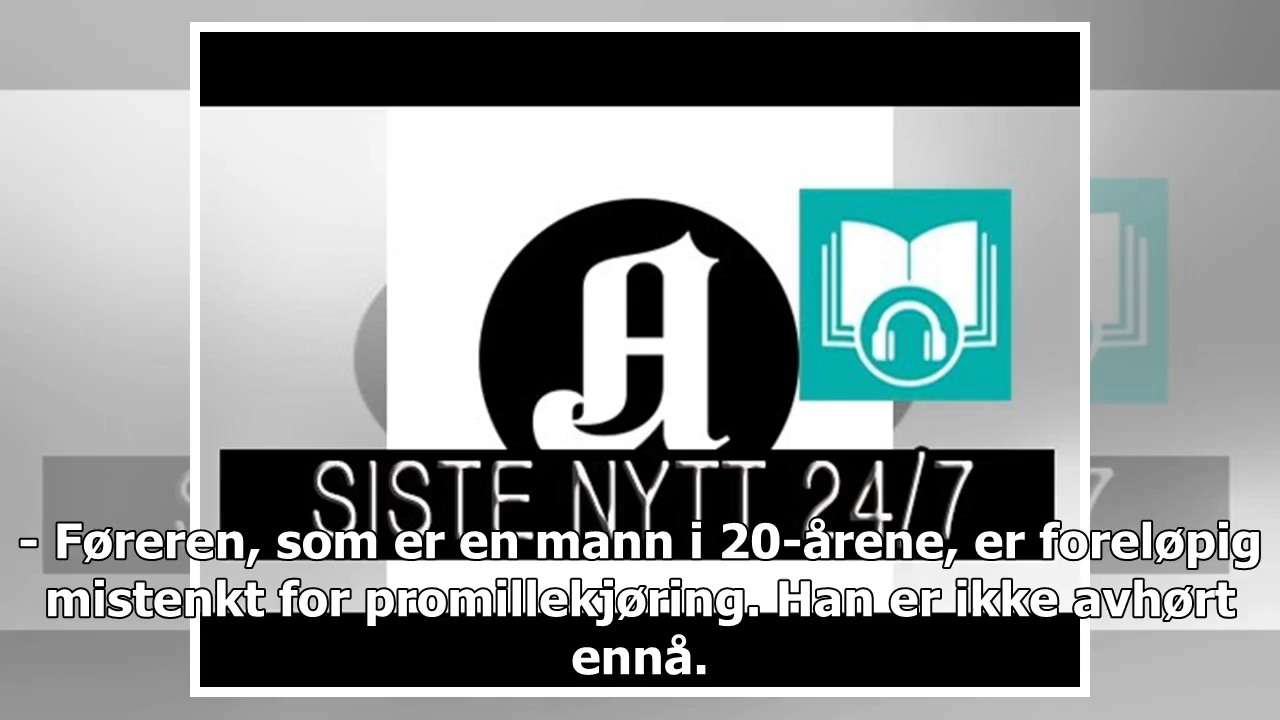 A
SISTE NYTT 24/7
- Føreren, som er en mann i 20-årene, er foreløpig
mistenkt for promillekjøring. Han er ikke avhørt
ennå.